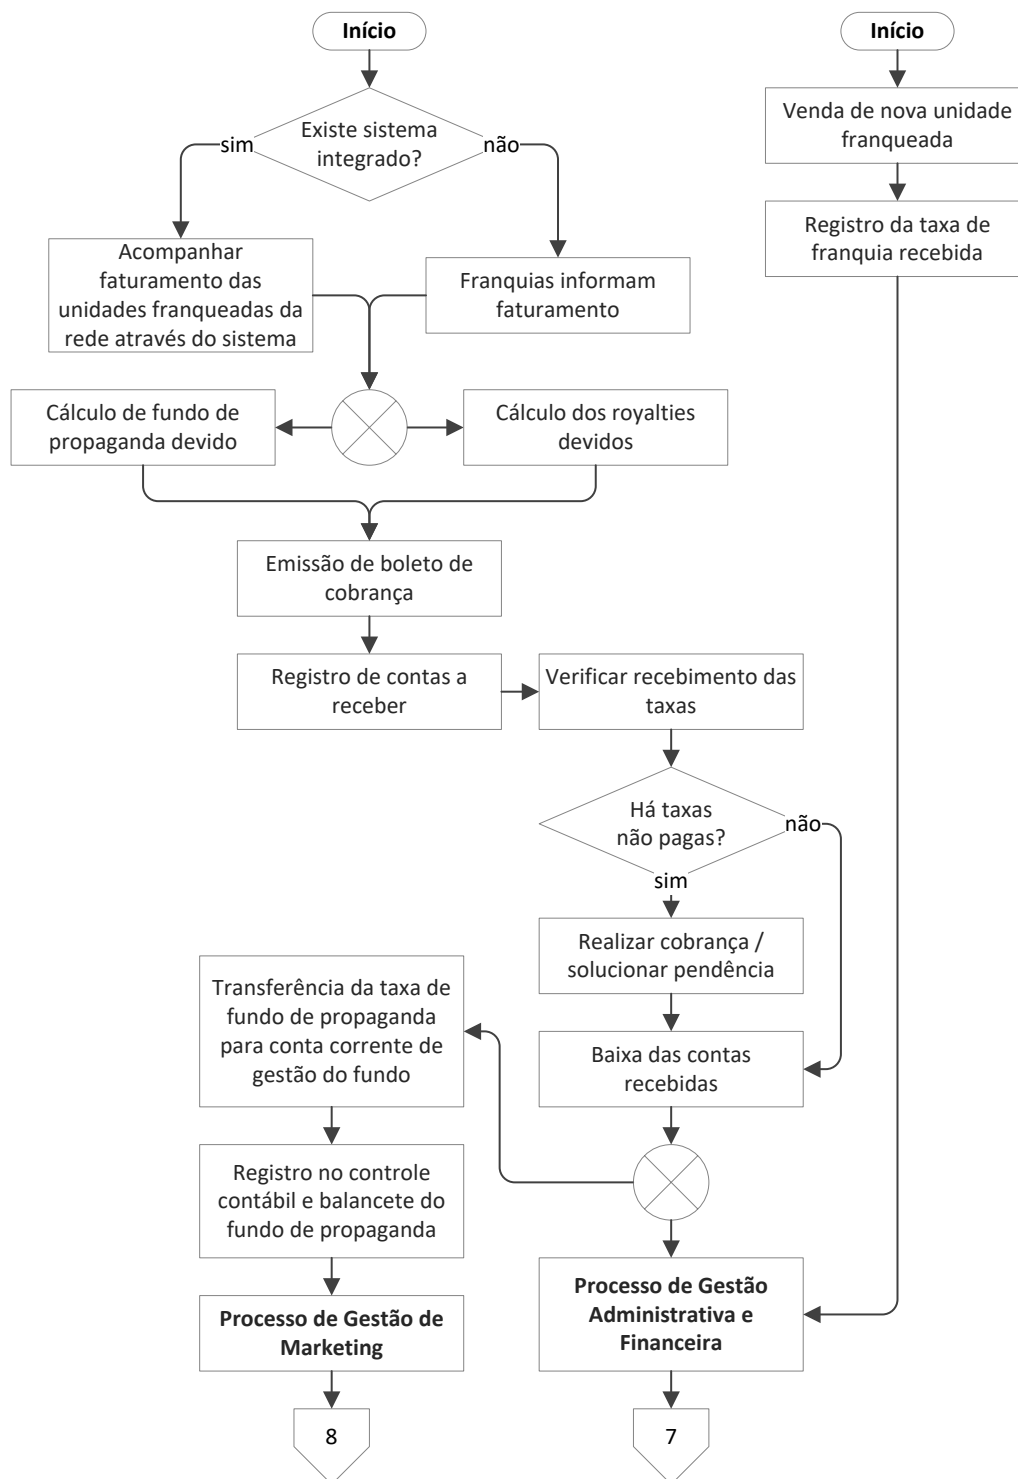 Início
Existe sistema
integrado?
sim
não
Acompanhar
faturamento das
unidades franqueadas da
rede através do sistema
Franquias informam
faturamento
Cálculo de fundo de
propaganda devido
Cálculo dos royalties
devidos
Emissão de boleto de
cobrança
Registro de contas a
receber
Verificar recebimento das
taxas
Há taxas
não pagas?
não
sim
Realizar cobrança /
solucionar pendência
Baixa das contas
recebidas
Transferência da taxa de
fundo de propaganda
para conta corrente de
gestão do fundo
Registro no controle
contábil e balancete do
fundo de propaganda
Processo de Gestão de
Marketing
8
Início
Venda de nova unidade
franqueada
Registro da taxa de
franquia recebida
Processo de Gestão
Administrativa e
Financeira
7